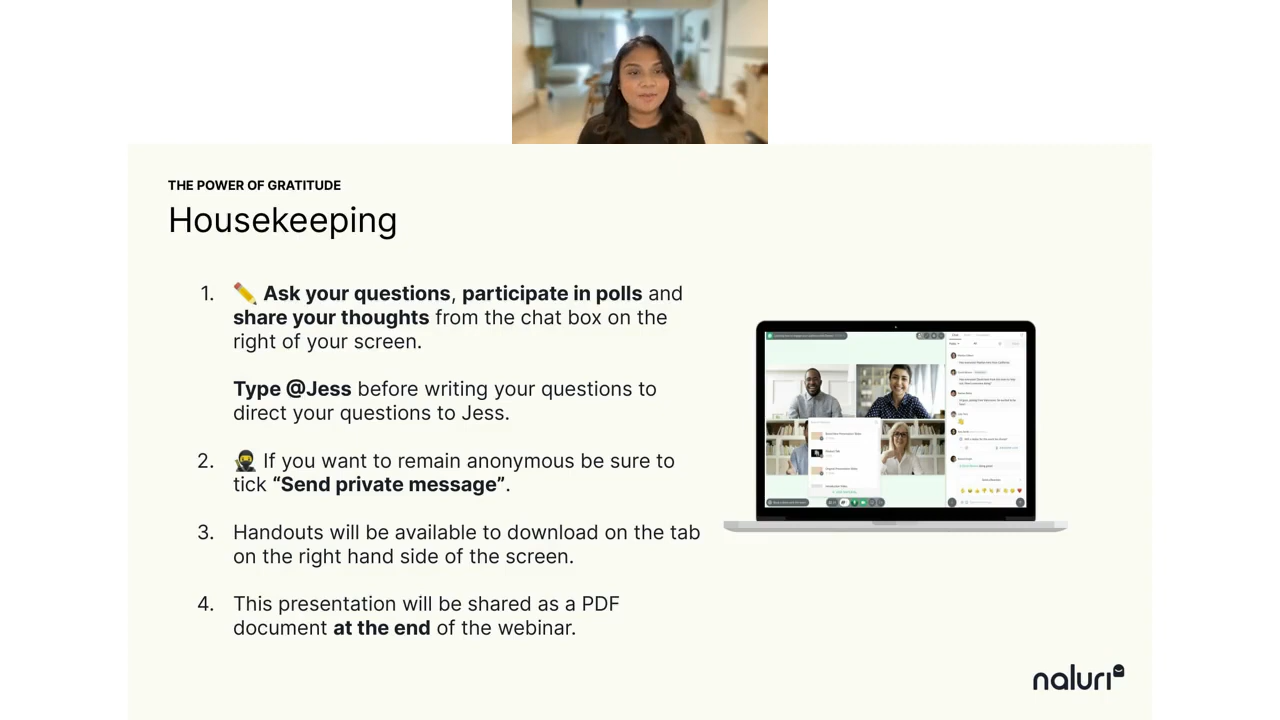 THE POWER OF GRATITUDE
Housekeeping
1. ✏️ Ask your questions, participate in polls and
share your thoughts from the chat box on the
right of your screen.
Type @Jess before writing your questions to
direct your questions to Jess.
2. 🥷 If you want to remain anonymous be sure to
tick “Send private message”.
3. Handouts will be available to download on the tab
on the right hand side of the screen.
4. This presentation will be shared as a PDF
document at the end of the webinar.
naluri